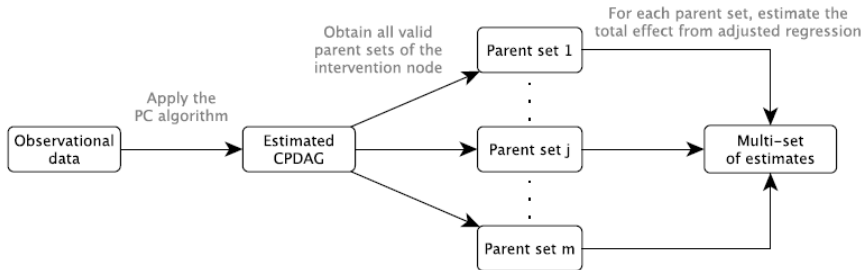 Obtain all valid
parent sets of the
intervention node
For each parent set, estimate the
total effect from adjusted regression
Parent set 1
Apply the
PC algorithm
Observational
data
Estimated
CPDAG
Parent set j
Multi-set
of estimates
Parent set m